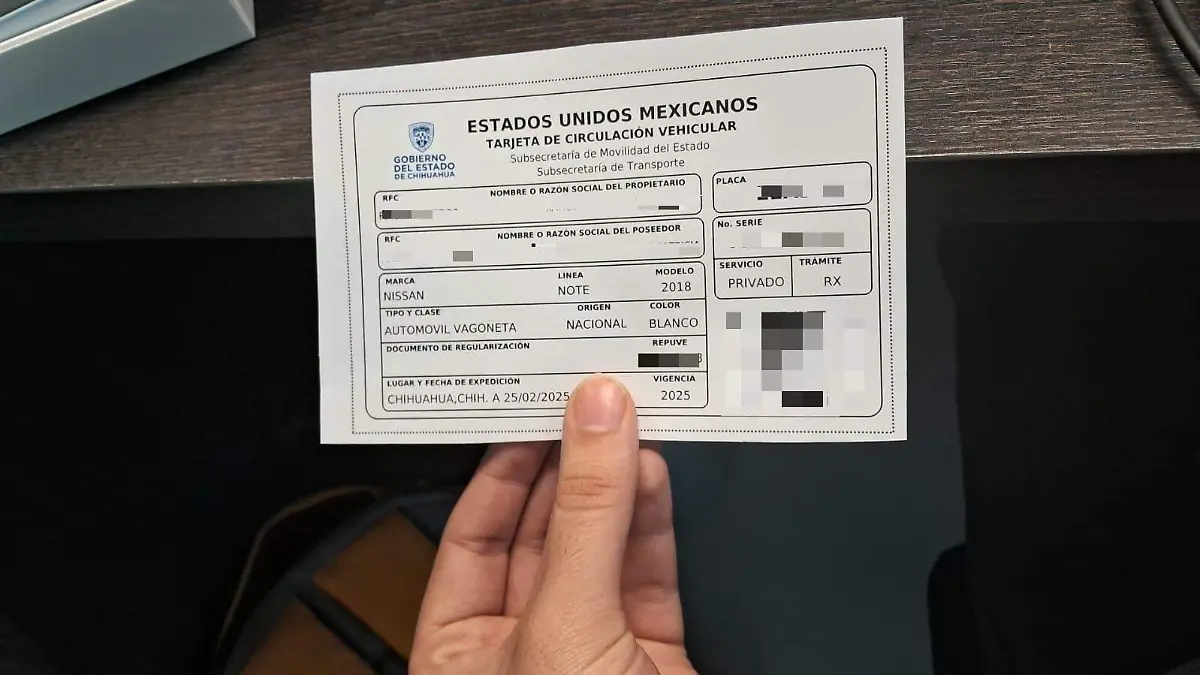 ESTADOS UNIDOS MEXICANOS
TARJETA DE CIRCULACIÓN VEHICULAR
Subsecretaría de Movilidad del Estado
Subsecretaría de Transporte
GOBIERNO
DEL ESTADO
DE CHIHUAHUA
RFC NOMBRE O RAZÓN SOCIAL DEL PROPIETARIO
PLACA
RFC NOMBRE O RAZÓN SOCIAL DEL POSEEDOR
No. SERIE
MARCA LINEA MODELO
NISSAN NOTE 2018
SERVICIO TRÁMITE
PRIVADO RX
TIPO Y CLASE ORIGEN COLOR
AUTOMOVIL VAGONETA NACIONAL BLANCO
DOCUMENTO DE REGULARIZACIÓN REPUVE
LUGAR Y FECHA DE EXPEDICIÓN VIGENCIA
CHIHUAHUA,CHIH. A 25/02/2025 2025